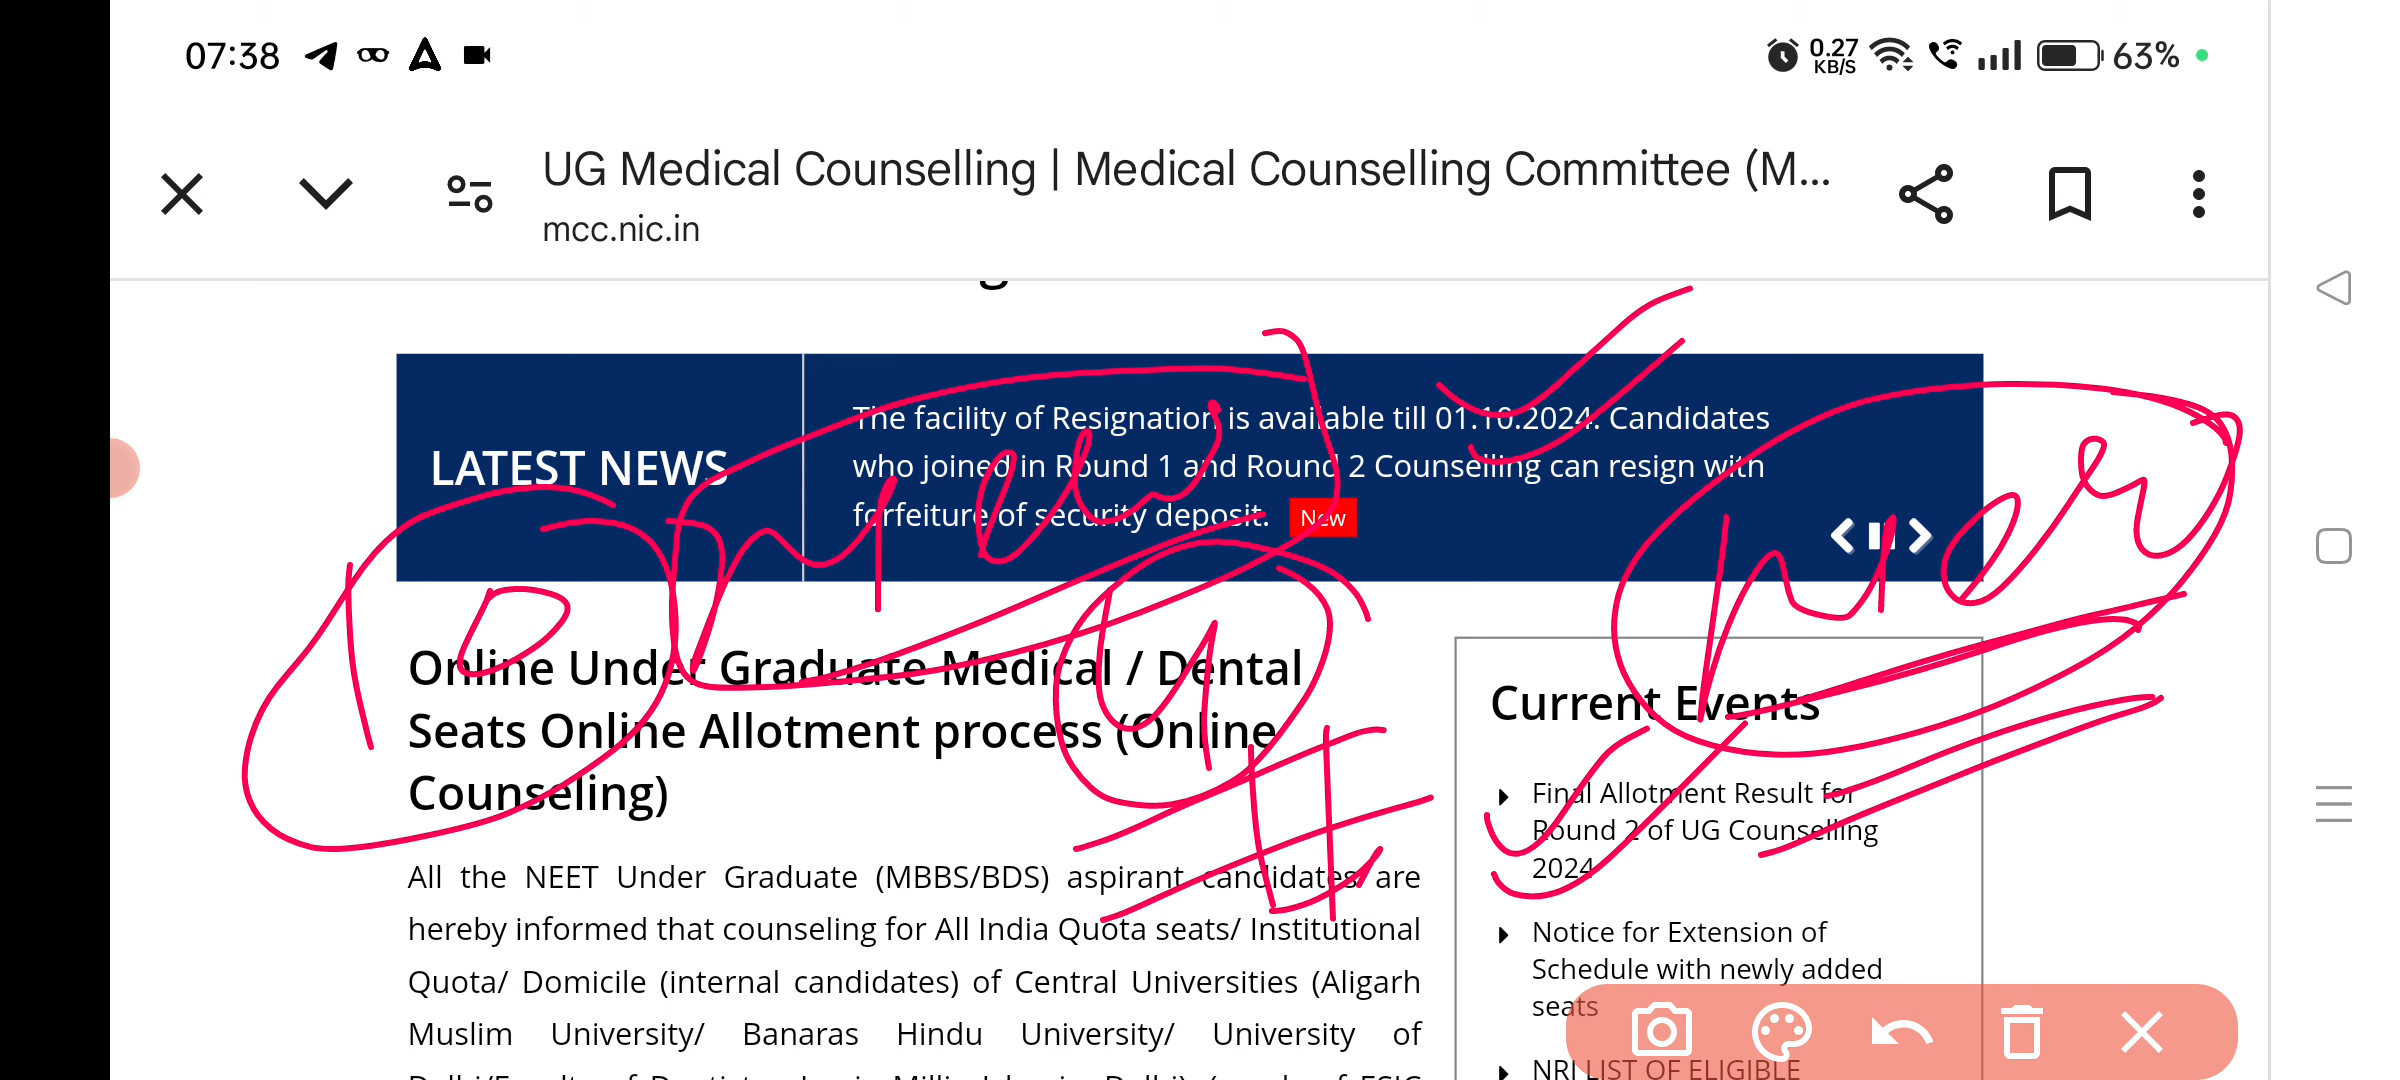 07:38
0.27
KB/S
63%
UG Medical Counselling | Medical Counselling Committee (M...
mcc.nic.in
LATEST NEWS
The facility of Resignation is available till 01.10.2024. Candidates
who joined in Round 1 and Round 2 Counselling can resign with
forfeiture of security deposit. New
Online Under Graduate Medical / Dental
Seats Online Allotment process (Online
Counseling)
All the NEET Under Graduate (MBBS/BDS) aspirant candidates are
hereby informed that counseling for All India Quota seats/ Institutional
Quota/ Domicile (internal candidates) of Central Universities (Aligarh
Muslim University/ Banaras Hindu University/ University of
Current Events
Final Allotment Result for
Round 2 of UG Counselling
2024
Notice for Extension of
Schedule with newly added
seats
NRI LIST OF ELIGIBLE